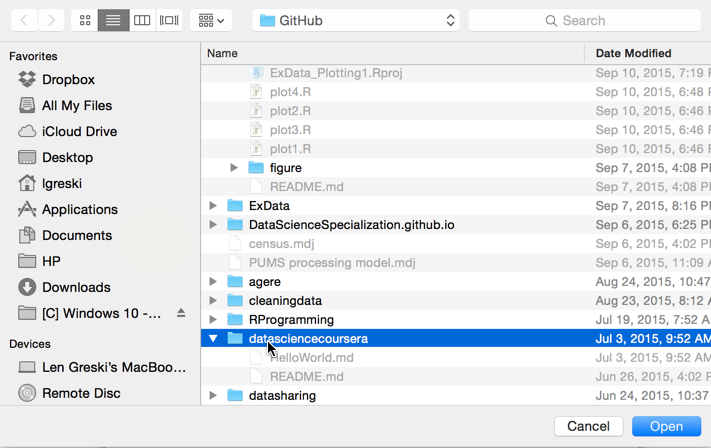 GitHub
Search
Favorites
Dropbox
All My Files
iCloud Drive
Desktop
lgreski
Applications
Documents
HP
Downloads
[C] Windows 10 -...
Devices
Len Greski's MacBoo...
Remote Disc
Name Date Modified
ExData_Plotting1.Rproj Sep 10, 2015, 7:19 P
plot4.R Sep 10, 2015, 6:48 P
plot2.R Sep 10, 2015, 6:46 P
plot3.R Sep 10, 2015, 6:46 P
plot1.R Sep 10, 2015, 6:46 P
figure Sep 7, 2015, 4:08 P
README.md Sep 7, 2015, 4:08 P
ExData Sep 7, 2015, 8:16 P
DataScienceSpecialization.github.io Sep 6, 2015, 6:25 P
census.mdj Sep 6, 2015, 4:02 P
PUMS processing model.mdj Sep 6, 2015, 11:09
agere Aug 24, 2015, 10:47
cleaningdata Aug 23, 2015, 8:12 A
RProgramming Jul 19, 2015, 7:52 A
datasciencecoursera Jul 3, 2015, 9:52 AM
HelloWorld.md Jul 3, 2015, 9:52 AM
README.md Jun 26, 2015, 4:02 P
datasharing Jun 24, 2015, 10:37
Cancel Open